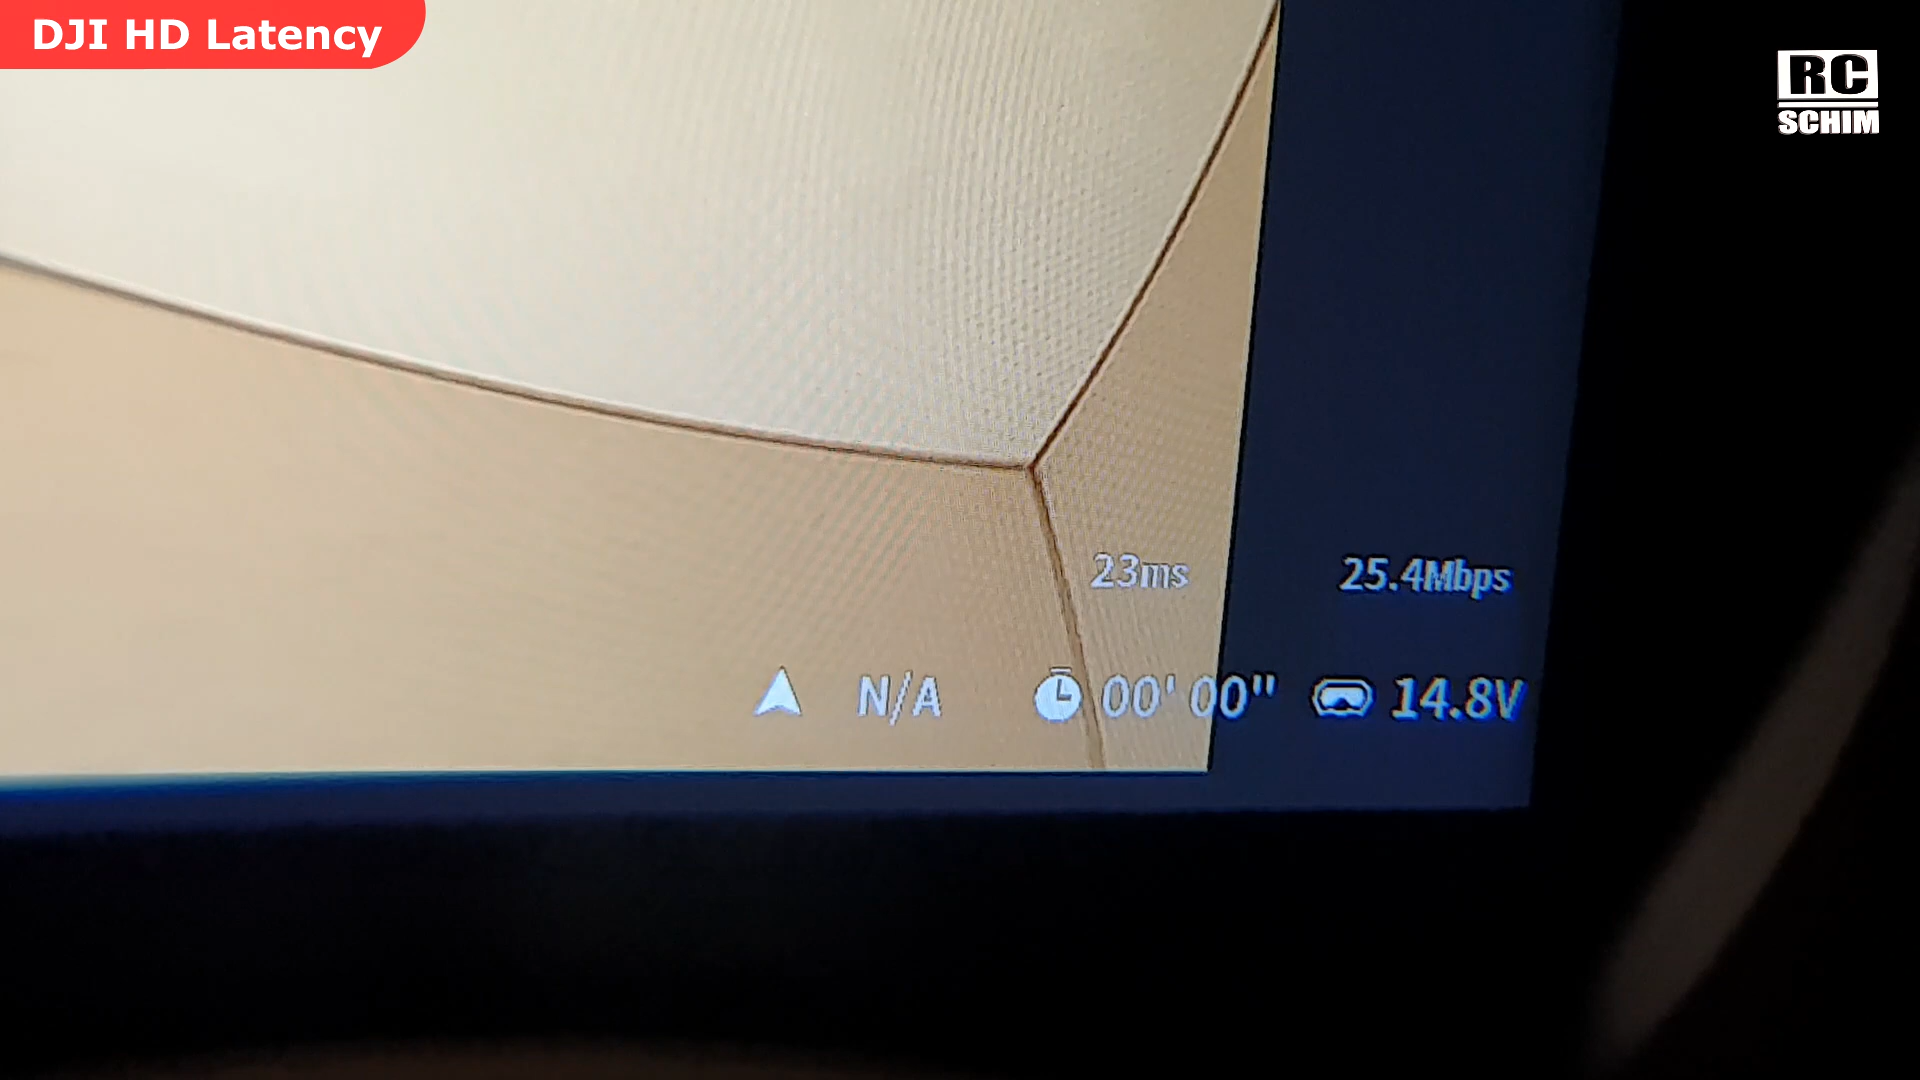 DJI HD Latency
RC
SCHIM
23ms 25.4Mbps
N/A 00'00" 14.8V